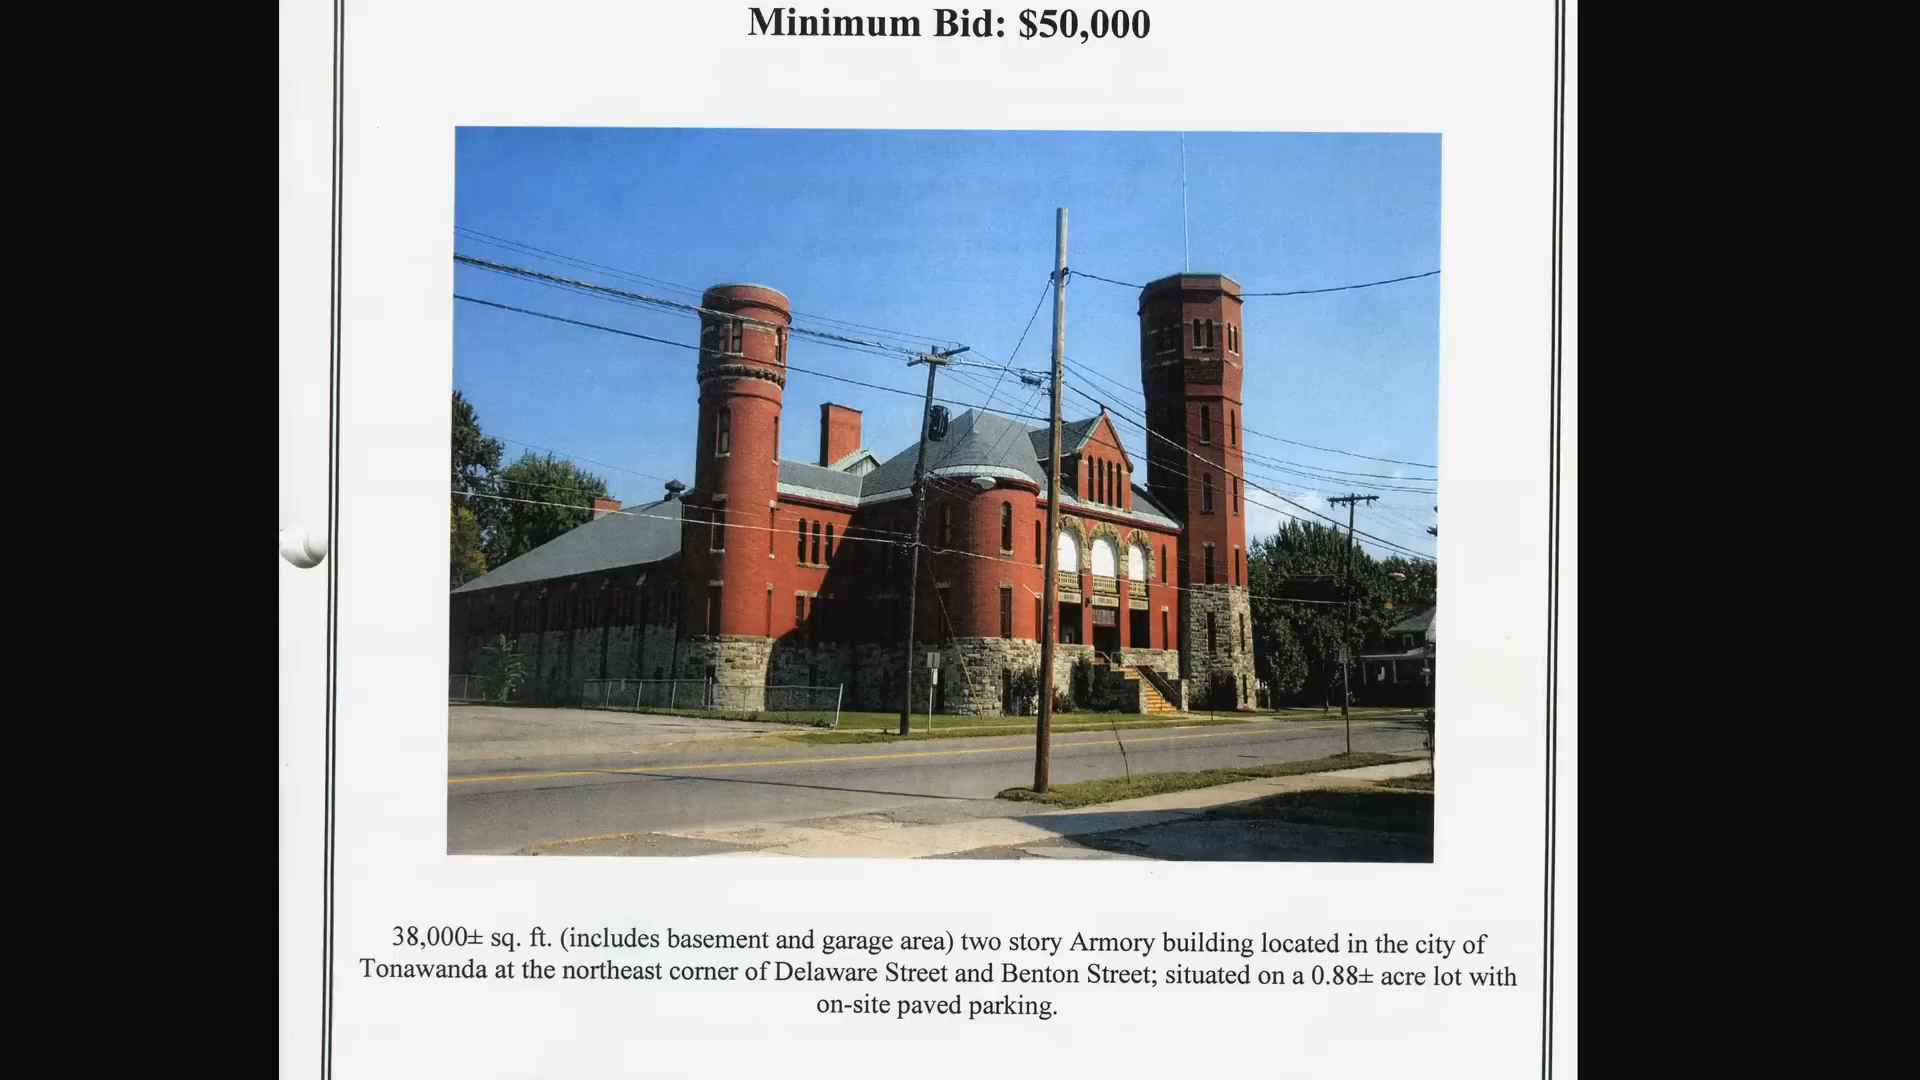 Minimum Bid: $50,000
38,000± sq. ft. (includes basement and garage area) two story Armory building located in the city of
Tonawanda at the northeast corner of Delaware Street and Benton Street; situated on a 0.88± acre lot with
on-site paved parking.